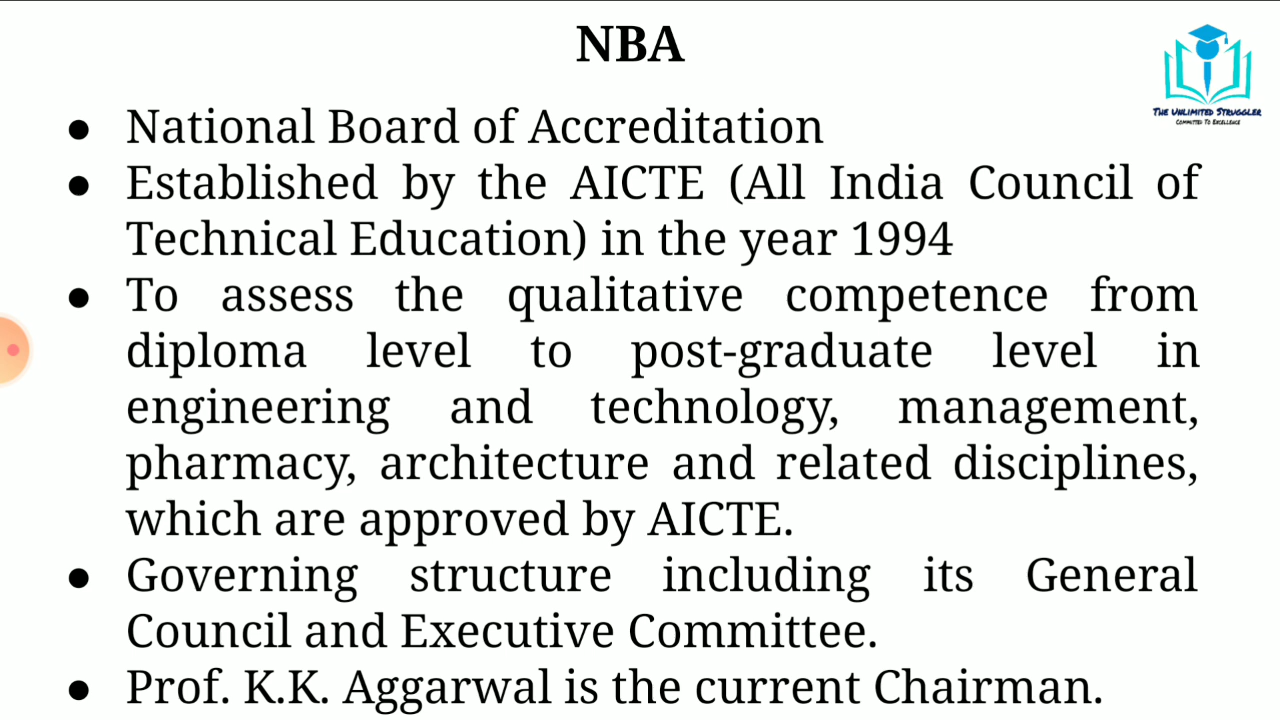 NBA
THE UNLIMITED STRUGGLER
COMMITTED TO EXCELLENCE
● National Board of Accreditation
● Established by the AICTE (All India Council of
Technical Education) in the year 1994
● To assess the qualitative competence from
diploma level to post-graduate level in
engineering and technology, management,
pharmacy, architecture and related disciplines,
which are approved by AICTE.
● Governing structure including its General
Council and Executive Committee.
● Prof. K.K. Aggarwal is the current Chairman.